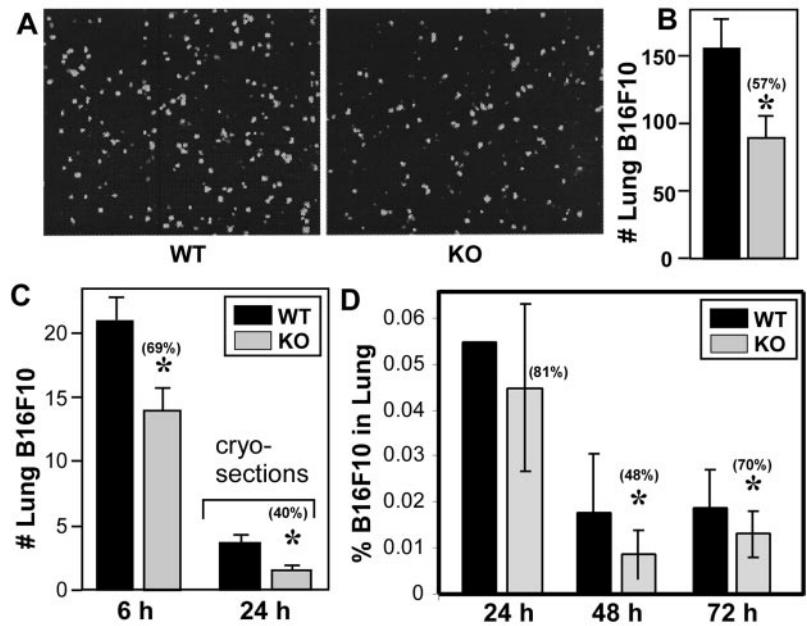 A
WT
KO
B
# Lung B16F10
150
100
50
0
(57%)
*
C
# Lung B16F10
20
15
10
5
0
WT
KO
(69%)
*
cryo-
sections
(40%)
*
6 h
24 h
D
% B16F10 in Lung
0.06
0.05
0.04
0.03
0.02
0.01
0.00
WT
KO
(81%)
(48%)
*
(70%)
*
24 h
48 h
72 h